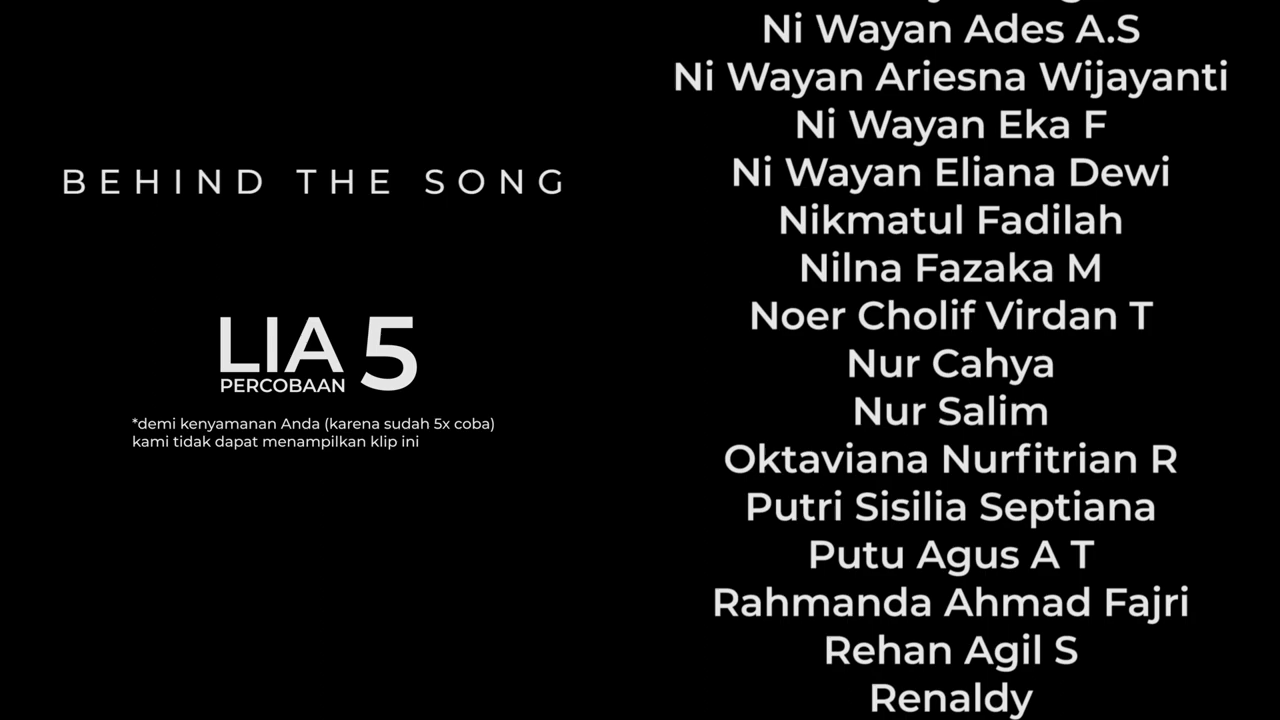 BEHIND THE SONG
LIA 5
PERCOBAAN
*demi kenyamanan Anda (karena sudah 5x coba)
kami tidak dapat menampilkan klip ini
Ni Wayan Ades A.S
Ni Wayan Ariesna Wijayanti
Ni Wayan Eka F
Ni Wayan Eliana Dewi
Nikmatul Fadilah
Nilna Fazaka M
Noer Cholif Virdan T
Nur Cahya
Nur Salim
Oktaviana Nurfitrian R
Putri Sisilia Septiana
Putu Agus A T
Rahmanda Ahmad Fajri
Rehan Agil S
Renaldy